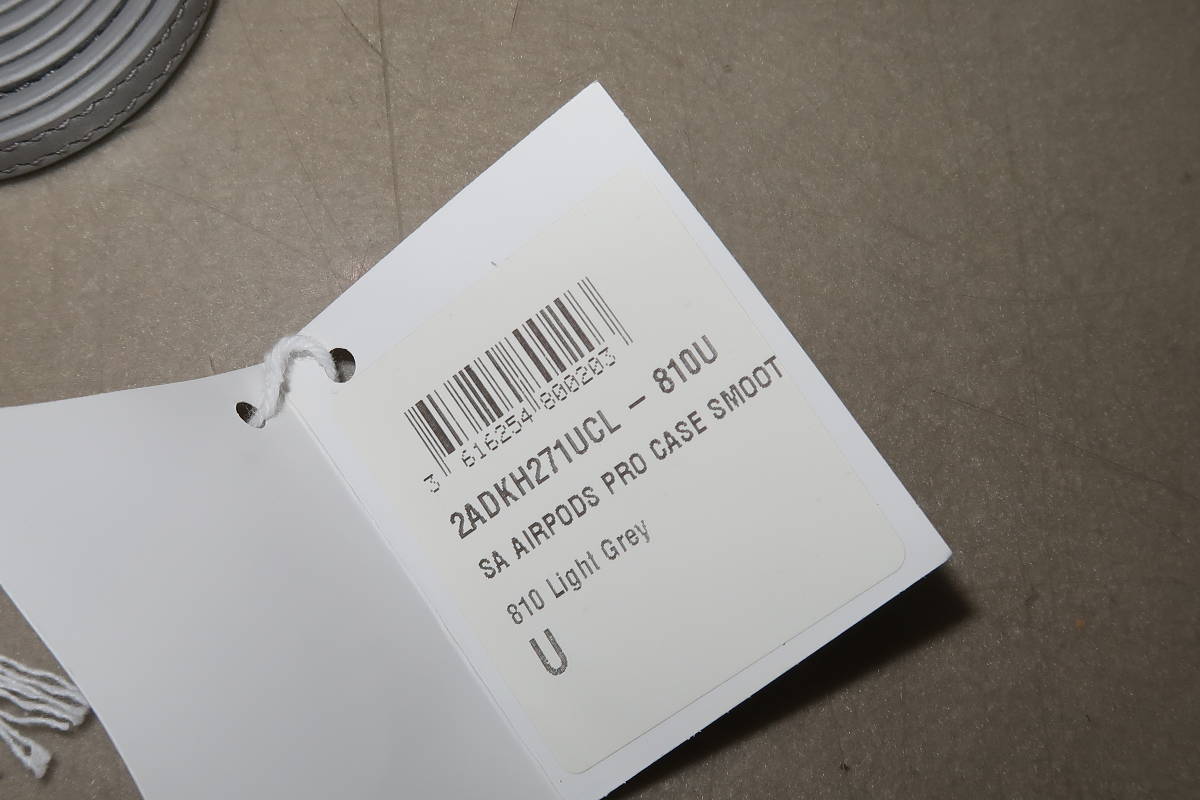 3 616254 800203
2ADKH271UCL – 810U
SA AIRPODS PRO CASE SMOOT
810 Light Grey
U